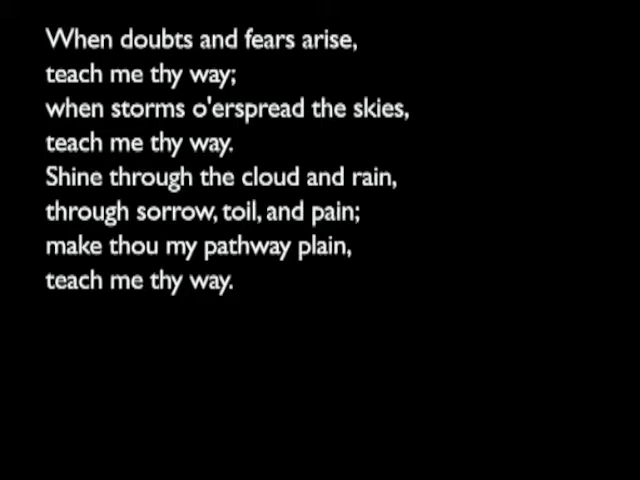 When doubts and fears arise,
teach me thy way;
when storms o'erspread the skies,
teach me thy way.
Shine through the cloud and rain,
through sorrow, toil, and pain;
make thou my pathway plain,
teach me thy way.